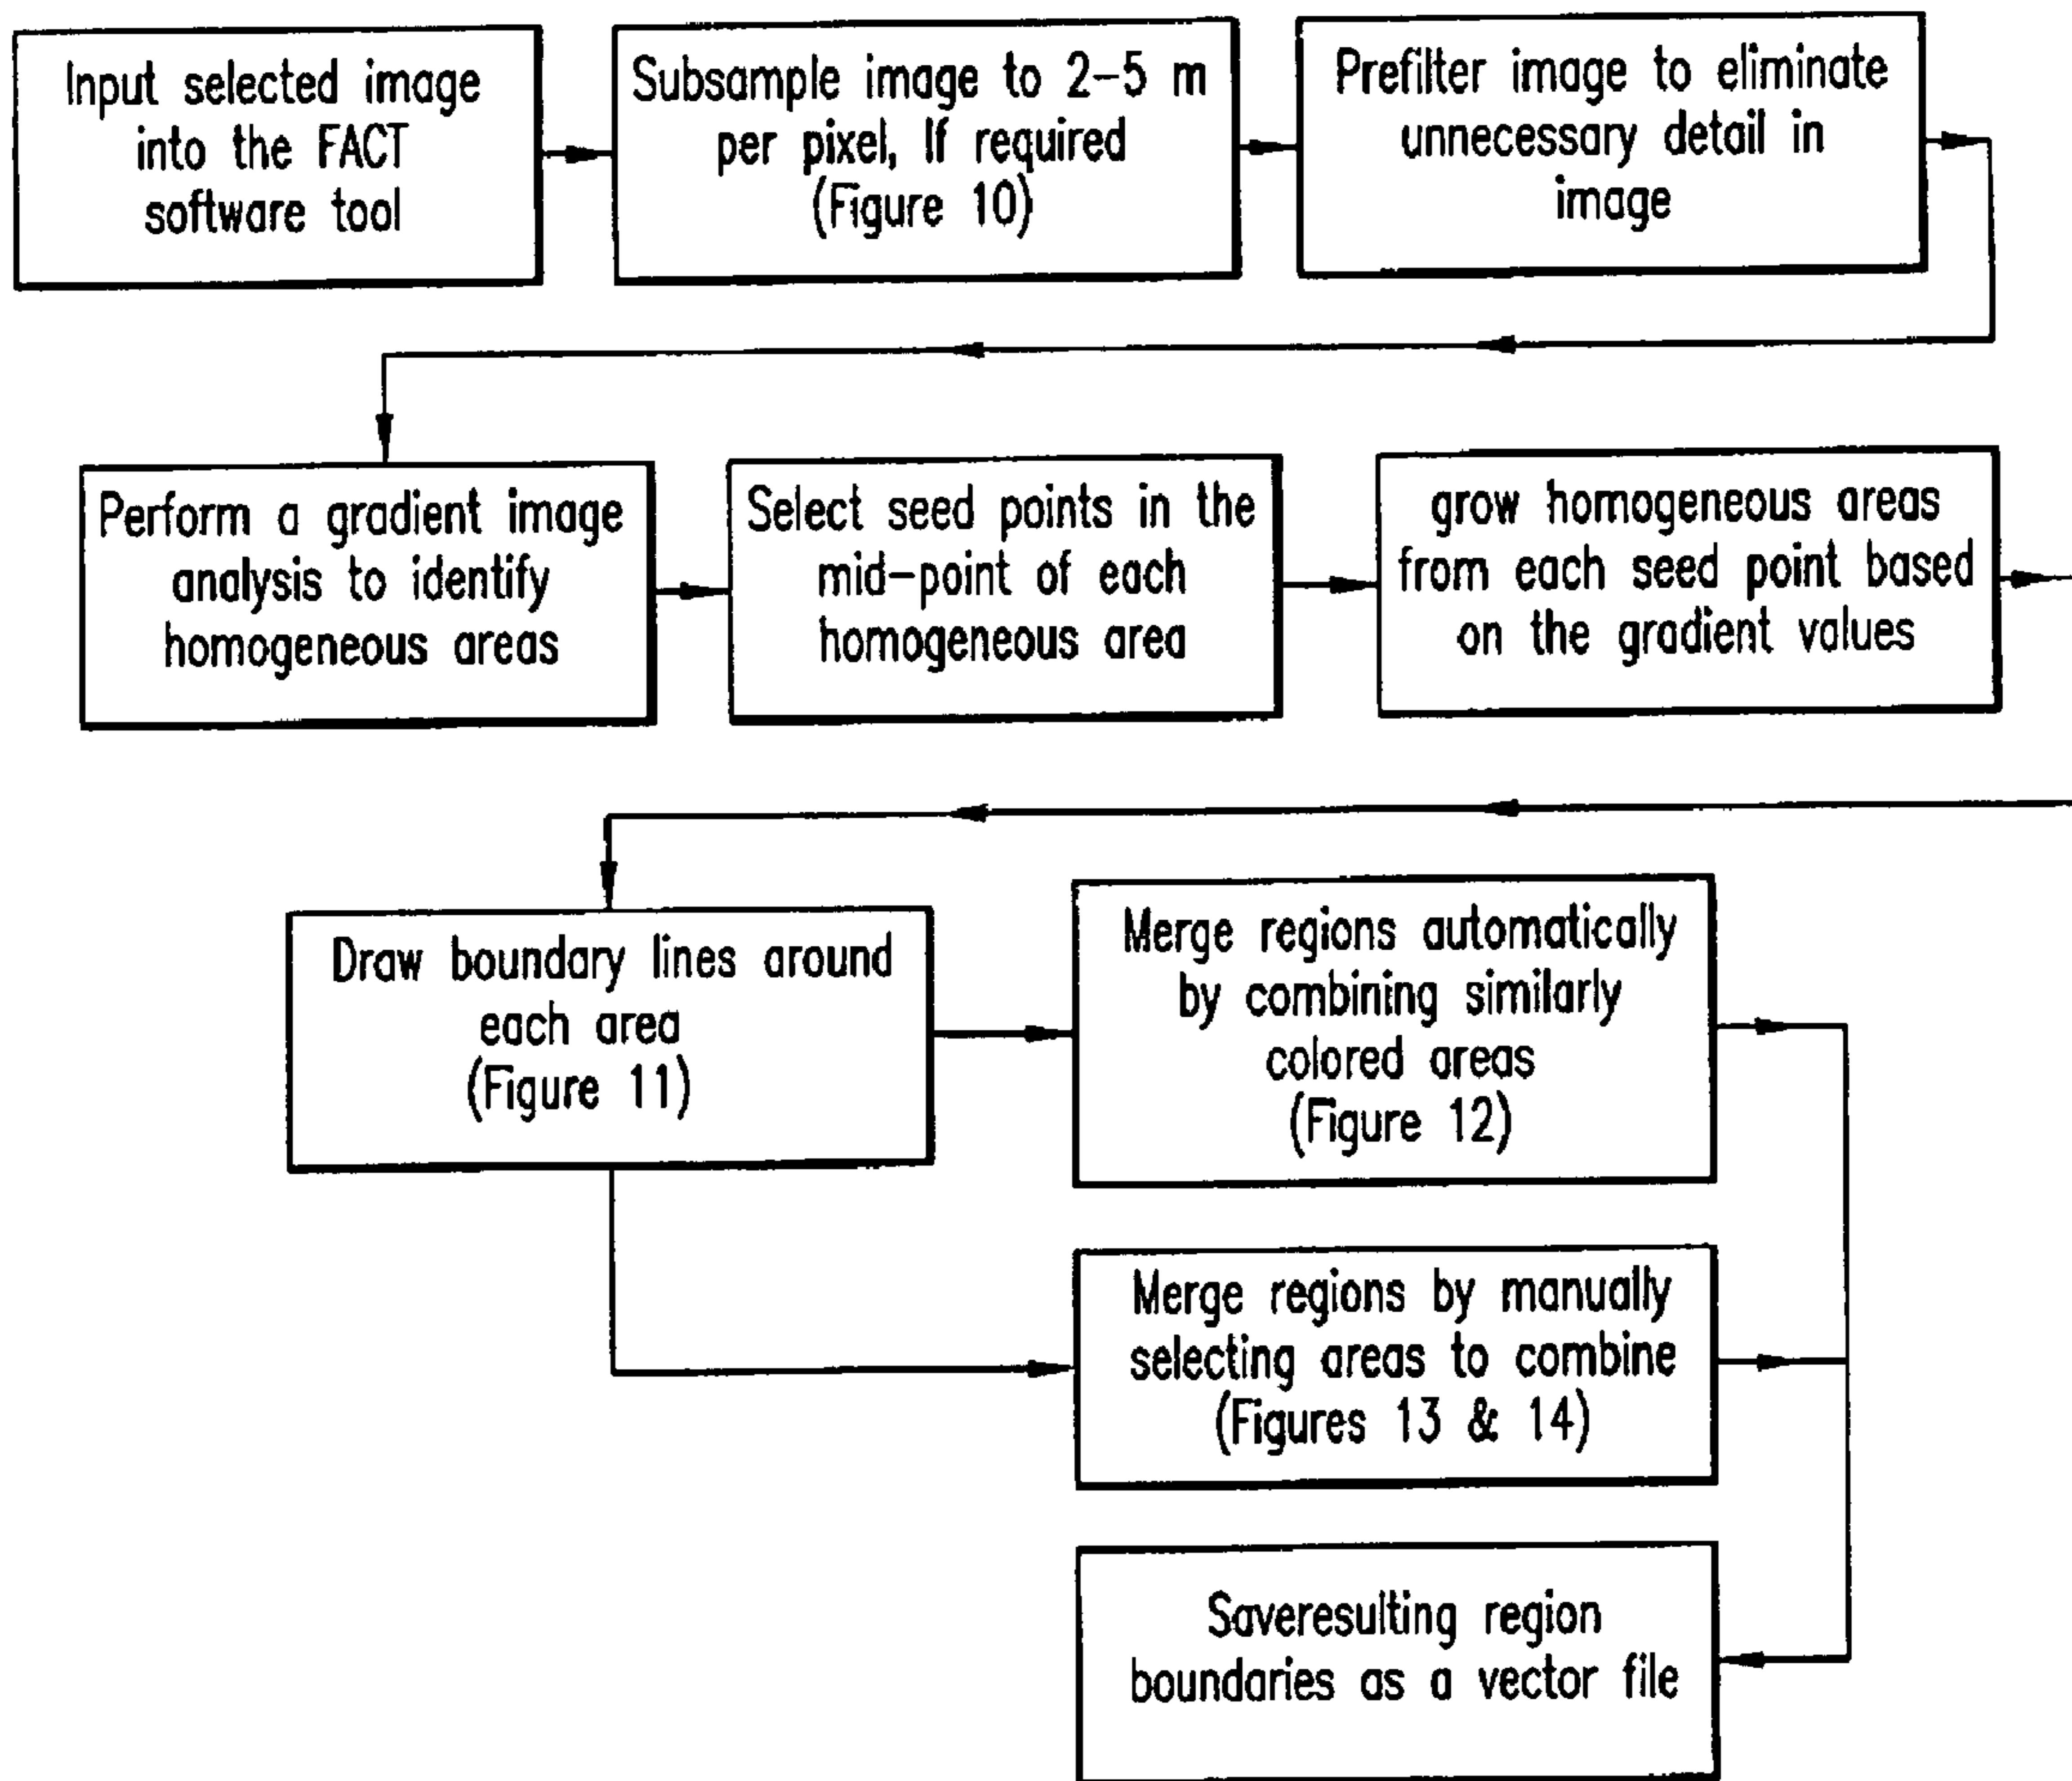 Input selected image
into the FACT
software tool
Subsample image to 2-5 m
per pixel, If required
(Figure 10)
Prefilter image to eliminate
unnecessary detail in
image
Perform a gradient image
analysis to identify
homogeneous areas
Select seed points in the
mid-point of each
homogeneous area
grow homogeneous areas
from each seed point based
on the gradient values
Draw boundary lines around
each area
(Figure 11)
Merge regions automatically
by combining similarly
colored areas
(Figure 12)
Merge regions by manually
selecting areas to combine
(Figures 13 & 14)
Saveresulting region
boundaries as a vector file